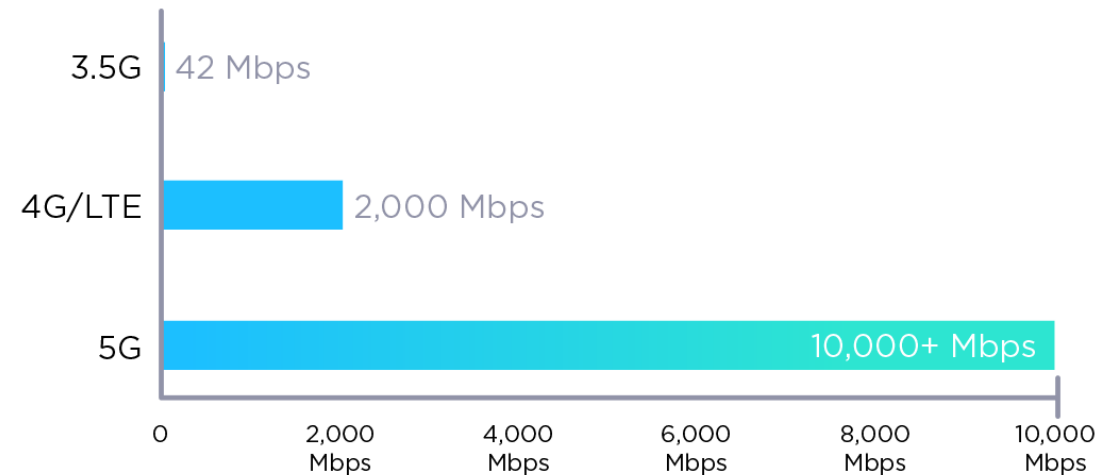 3.5G 42 Mbps
4G/LTE 2,000 Mbps
5G 10,000+ Mbps
0 2,000 4,000 6,000 8,000 10,000
Mbps Mbps Mbps Mbps Mbps